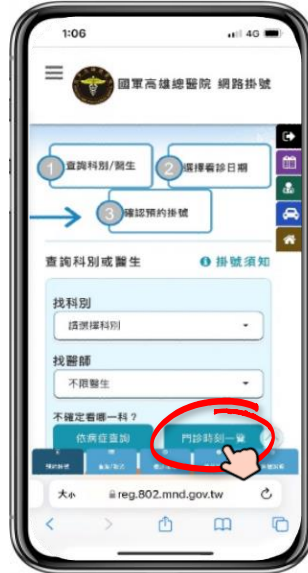 1:06
4G
國軍高雄總醫院 網路掛號
1 查詢科別/醫生
2 選擇看診日期
3 確認預約掛號
查詢科別或醫生
掛號須知
找科別
請選擇科別
找醫師
不限醫生
不確定看哪一科？
依病症查詢
門診時刻一覽
大小
reg.802.mnd.gov.tw